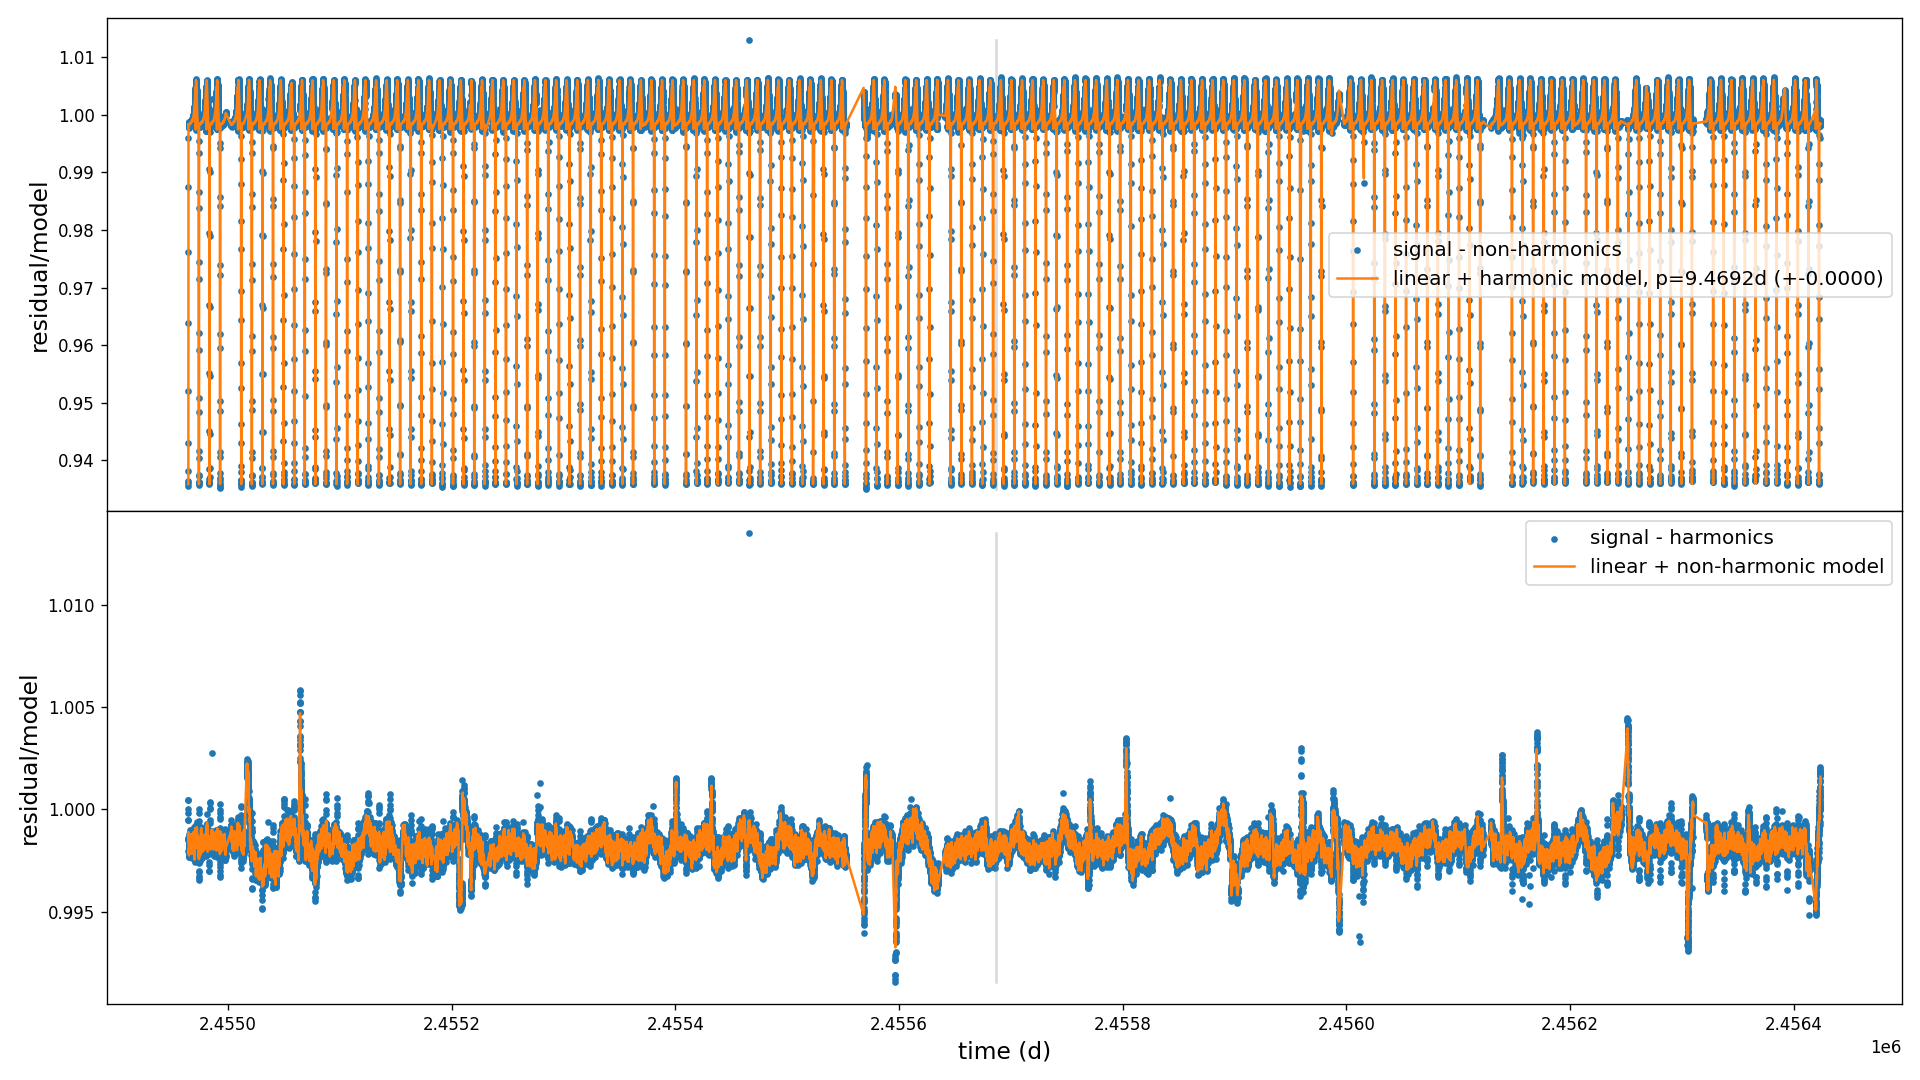 1.01
1.00
0.99
0.98
0.97
0.96
0.95
0.94
residual/model
signal - non-harmonics
linear + harmonic model, p=9.4692d (+-0.0000)
1.010
1.005
1.000
0.995
residual/model
signal - harmonics
linear + non-harmonic model
2.4550
2.4552
2.4554
2.4556
2.4558
2.4560
2.4562
2.4564
time (d)
1e6